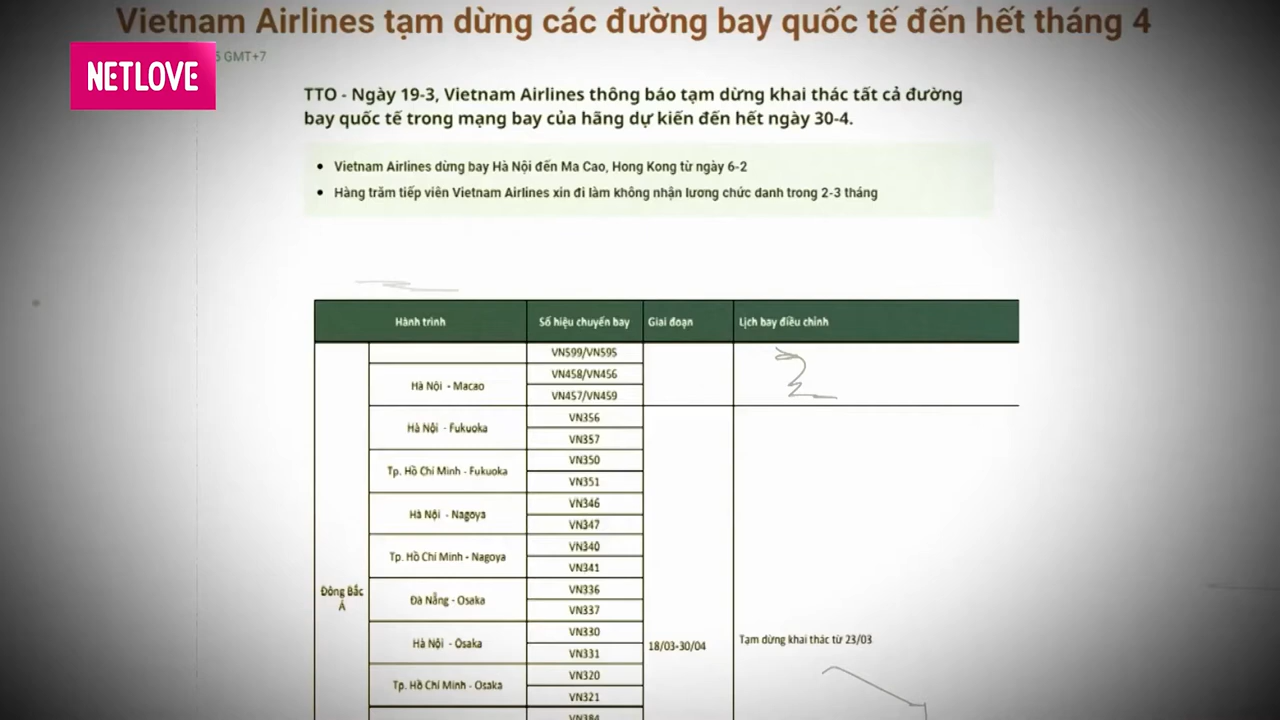 Vietnam Airlines tạm dừng các đường bay quốc tế đến hết tháng 4
NETLOVE
GMT+7
TTO - Ngày 19-3, Vietnam Airlines thông báo tạm dừng khai thác tất cả đường
bay quốc tế trong mạng bay của hãng dự kiến đến hết ngày 30-4.
Vietnam Airlines dừng bay Hà Nội đến Ma Cao, Hong Kong từ ngày 6-2
Hàng trăm tiếp viên Vietnam Airlines xin đi làm không nhận lương chức danh trong 2-3 tháng
Hành trình Số hiệu chuyến bay Giai đoạn Lịch bay điều chỉnh
VN599/VN595
Hà Nội - Macao
VN458/VN456
VN457/VN459
Hà Nội - Fukuoka
VN356
VN357
Tp. Hồ Chí Minh - Fukuoka
VN350
VN351
Hà Nội - Nagoya
VN346
VN347
Tp. Hồ Chí Minh - Nagoya
VN340
VN341
Đông Bắc
Á
Đà Nẵng - Osaka
VN336
VN337
Hà Nội - Osaka
VN330
VN331
18/03-30/04
Tạm dừng khai thác từ 23/03
Tp. Hồ Chí Minh - Osaka
VN320
VN321
VN384